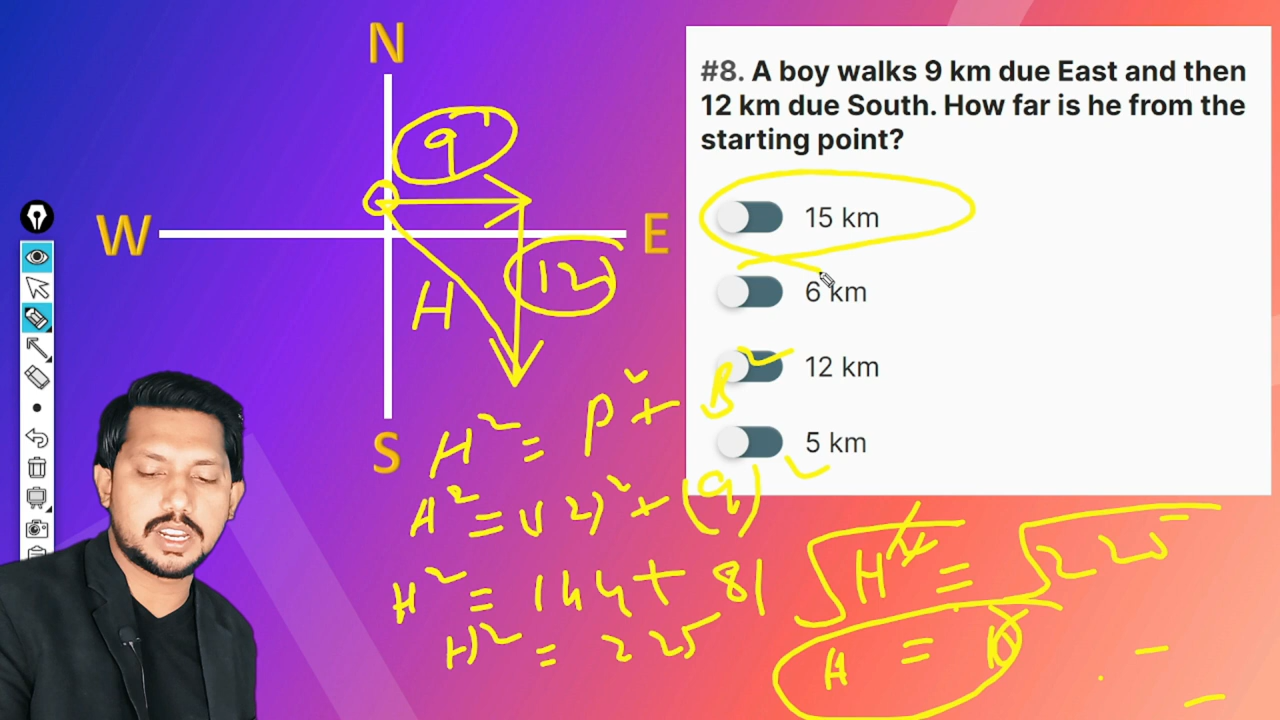 N
W
E
S
9
12
H
#8. A boy walks 9 km due East and then
12 km due South. How far is he from the
starting point?
15 km
6 km
12 km
5 km
H² = P² + B²
H² = (12)² + (9)²
H² = 144 + 81
H² = 225
√H² = √225
H =